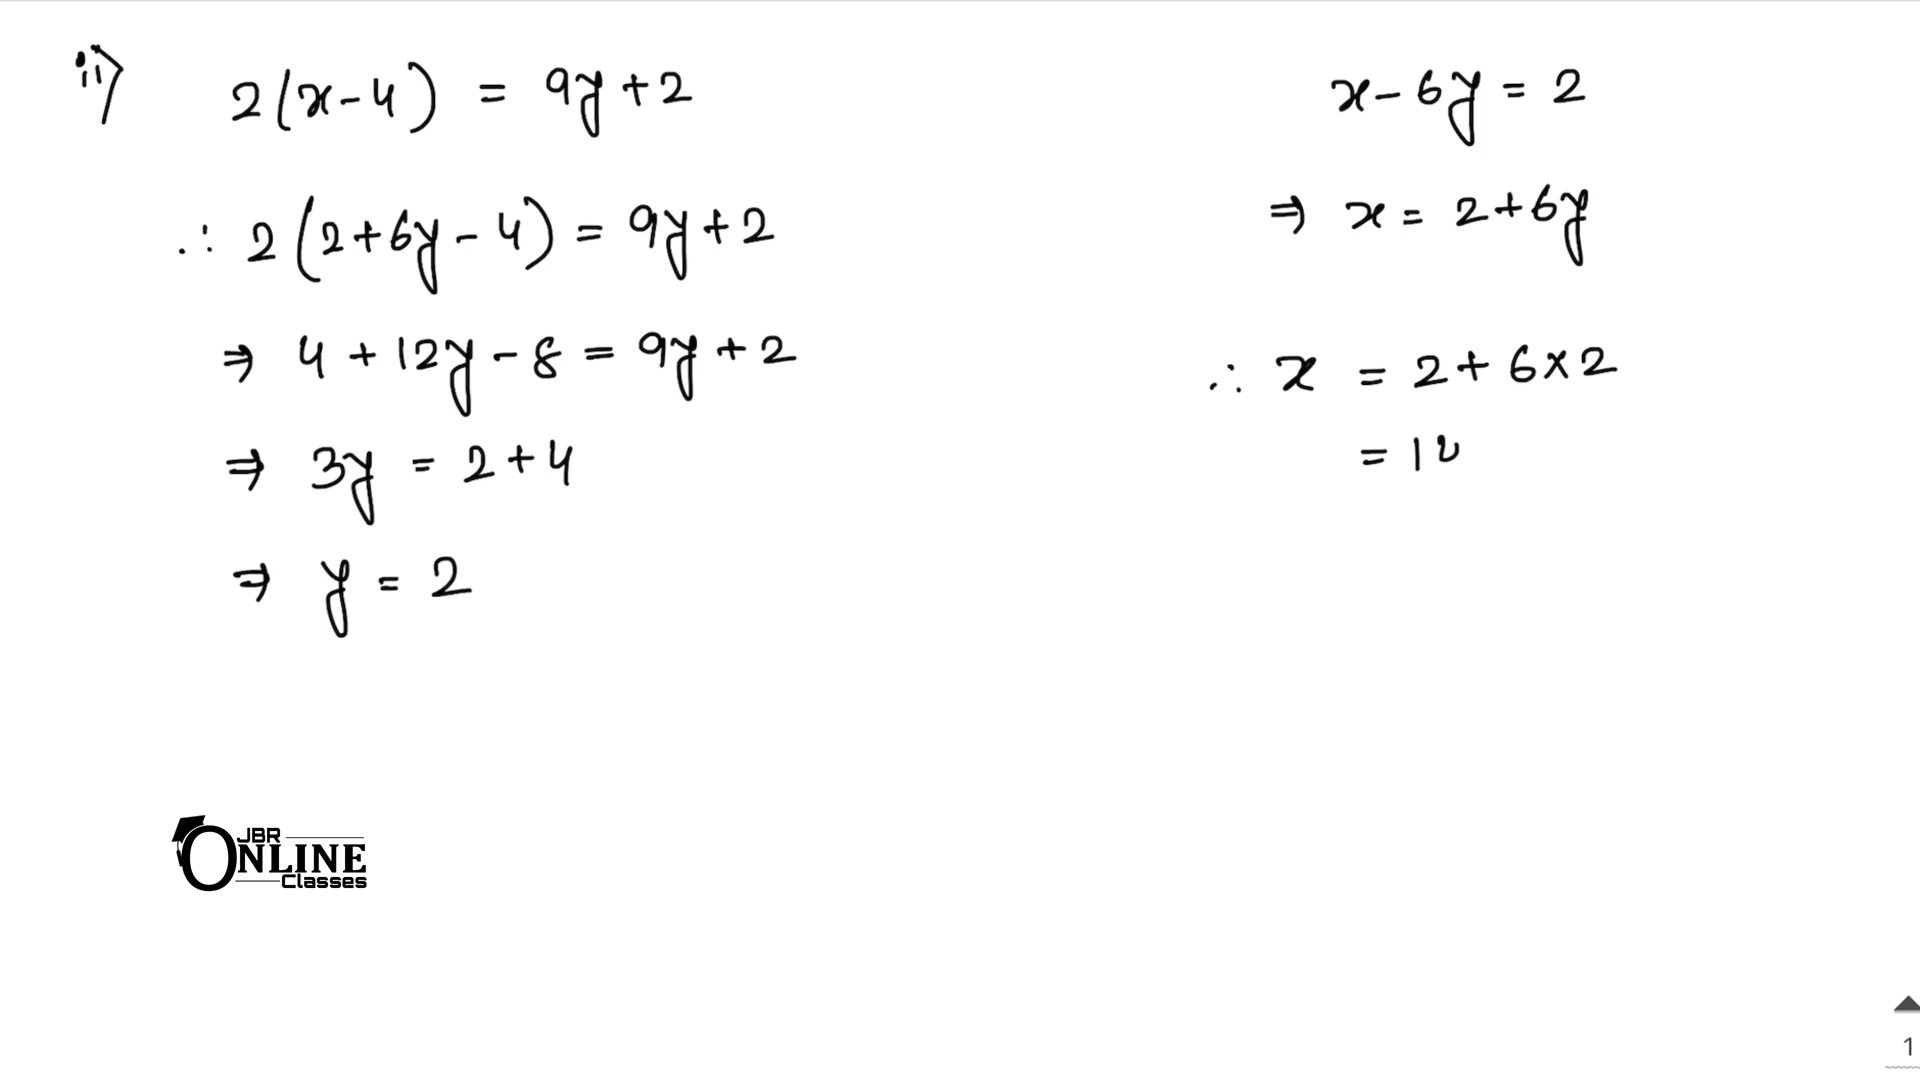 ii) 2(x-4) = 9y+2
∴ 2(2+6y-4) = 9y+2
⇒ 4+12y-8 = 9y+2
⇒ 3y = 2+4
⇒ y = 2
x-6y = 2
⇒ x = 2+6y
∴ x = 2+6×2
JBR
ONLINE
Classes
1